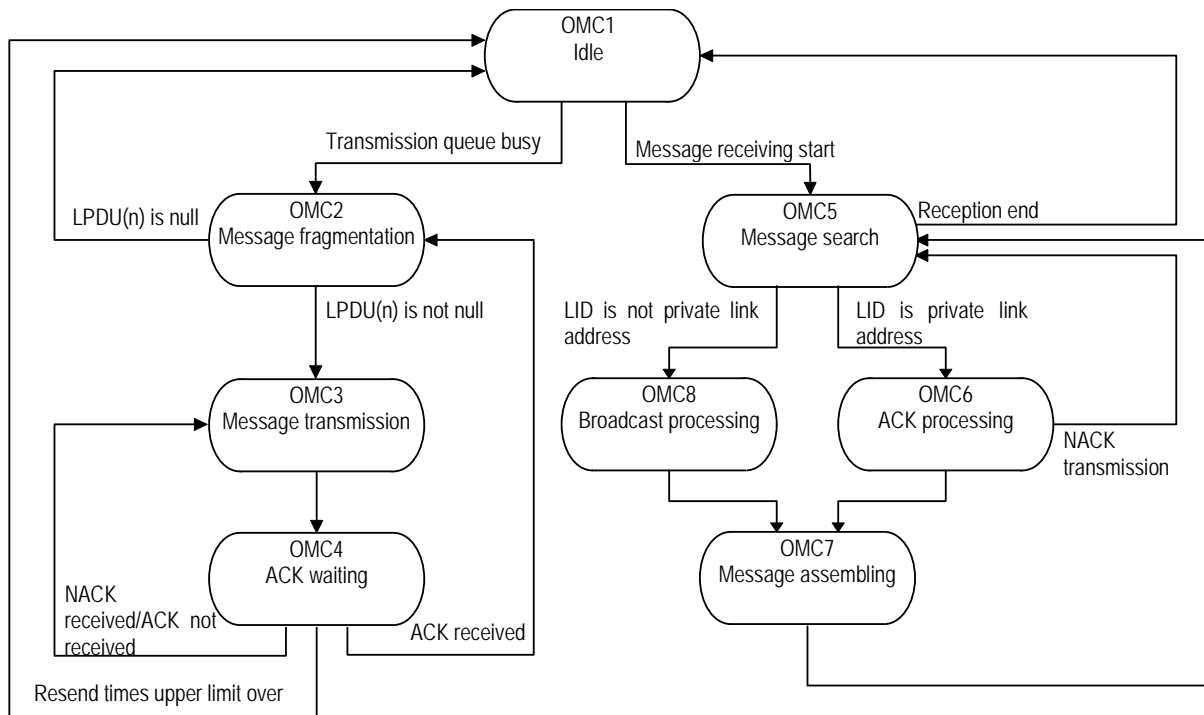 OMC1
Idle
Transmission queue busy
Message receiving start
OMC2
Message fragmentation
LPDU(n) is null
OMC5
Message search
Reception end
LPDU(n) is not null
LID is not private link
address
LID is private link
address
OMC3
Message transmission
OMC8
Broadcast processing
OMC6
ACK processing
NACK
transmission
OMC4
ACK waiting
OMC7
Message assembling
NACK
received/ACK not
received
ACK received
Resend times upper limit over